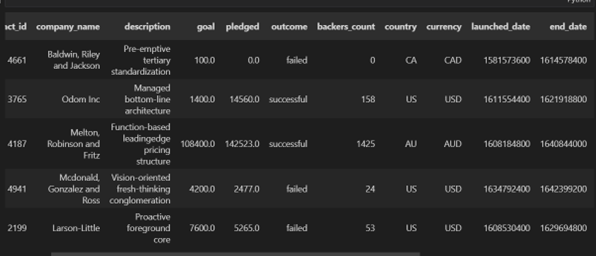 ct_id company_name description goal pledged outcome backers_count country currency launched_date end_date
4661 Baldwin, Riley and Jackson Pre-emptive tertiary standardization 100.0 0.0 failed 0 CA CAD 1581573600 1614578400
3765 Odom Inc Managed bottom-line architecture 1400.0 14560.0 successful 158 US USD 1611554400 1621918800
4187 Melton, Robinson and Fritz Function-based leadingedge pricing structure 108400.0 142523.0 successful 1425 AU AUD 1608184800 1640844000
4941 Mcdonald, Gonzalez and Ross Vision-oriented fresh-thinking conglomeration 4200.0 2477.0 failed 24 US USD 1634792400 1642399200
2199 Larson-Little Proactive foreground core 7600.0 5265.0 failed 53 US USD 1608530400 1629694800